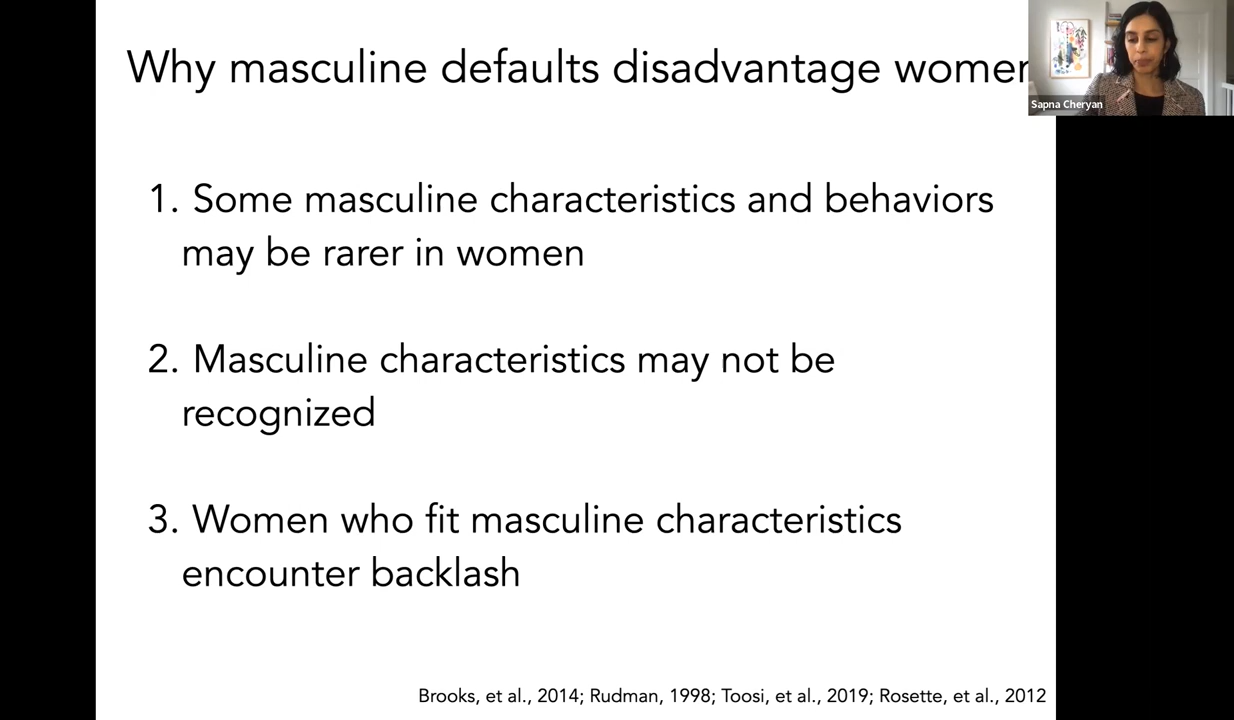 Why masculine defaults disadvantage women
Sapna Cheryan
1. Some masculine characteristics and behaviors
may be rarer in women
2. Masculine characteristics may not be
recognized
3. Women who fit masculine characteristics
encounter backlash
Brooks, et al., 2014; Rudman, 1998; Toosi, et al., 2019; Rosette, et al., 2012